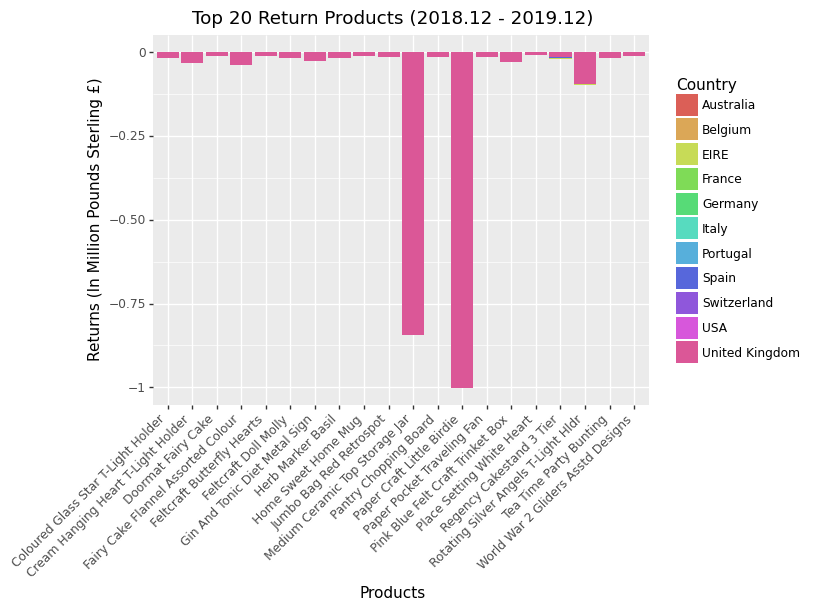 Top 20 Return Products (2018.12 - 2019.12)
Returns (In Million Pounds Sterling £)
0
−0.25
−0.50
−0.75
−1
Coloured Glass Star T-Light Holder
Cream Hanging Heart T-Light Holder
Doormat Fairy Cake
Fairy Cake Flannel Assorted Colour
Feltcraft Butterfly Hearts
Feltcraft Doll Molly
Gin And Tonic Diet Metal Sign
Herb Marker Basil
Home Sweet Home Mug
Jumbo Bag Red Retrospot
Medium Ceramic Top Storage Jar
Pantry Chopping Board
Paper Craft Little Birdie
Paper Pocket Traveling Fan
Pink Blue Felt Craft Trinket Box
Place Setting White Heart
Regency Cakestand 3 Tier
Rotating Silver Angels T-Light Hldr
Tea Time Party Bunting
World War 2 Gliders Asstd Designs
Products
Country
Australia
Belgium
EIRE
France
Germany
Italy
Portugal
Spain
Switzerland
USA
United Kingdom